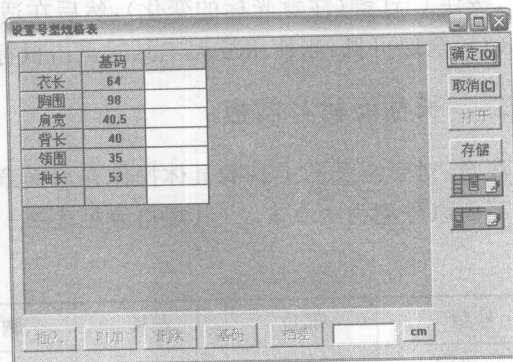 设置号型规格表
基码
衣长 64
胸围 98
肩宽 40.5
背长 40
领围 35
袖长 53
确定[O]
取消[C]
打开
存储
插入 附加 删除 基码 档差 cm